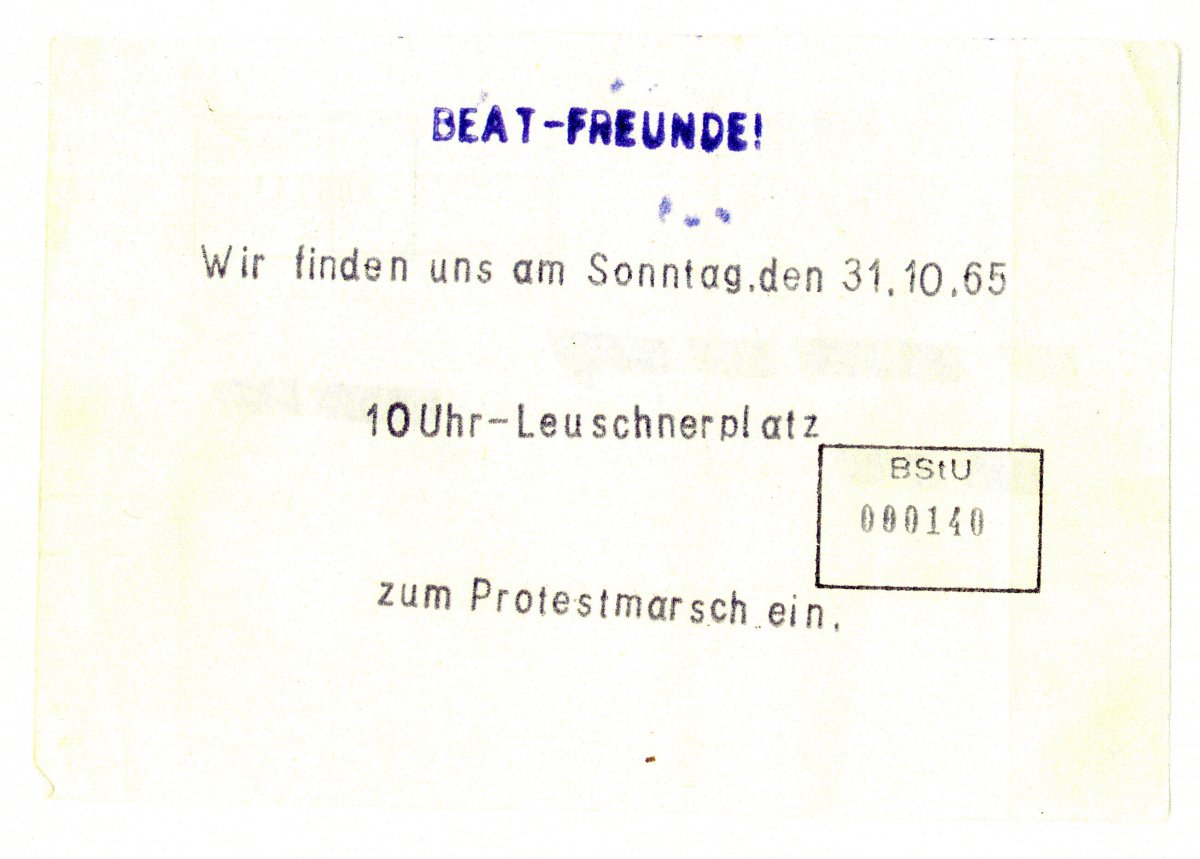 BEAT-FREUNDE!
Wir finden uns am Sonntag,den 31.10.65
10Uhr-Leuschnerplatz
BStU
000140
zum Protestmarsch ein.